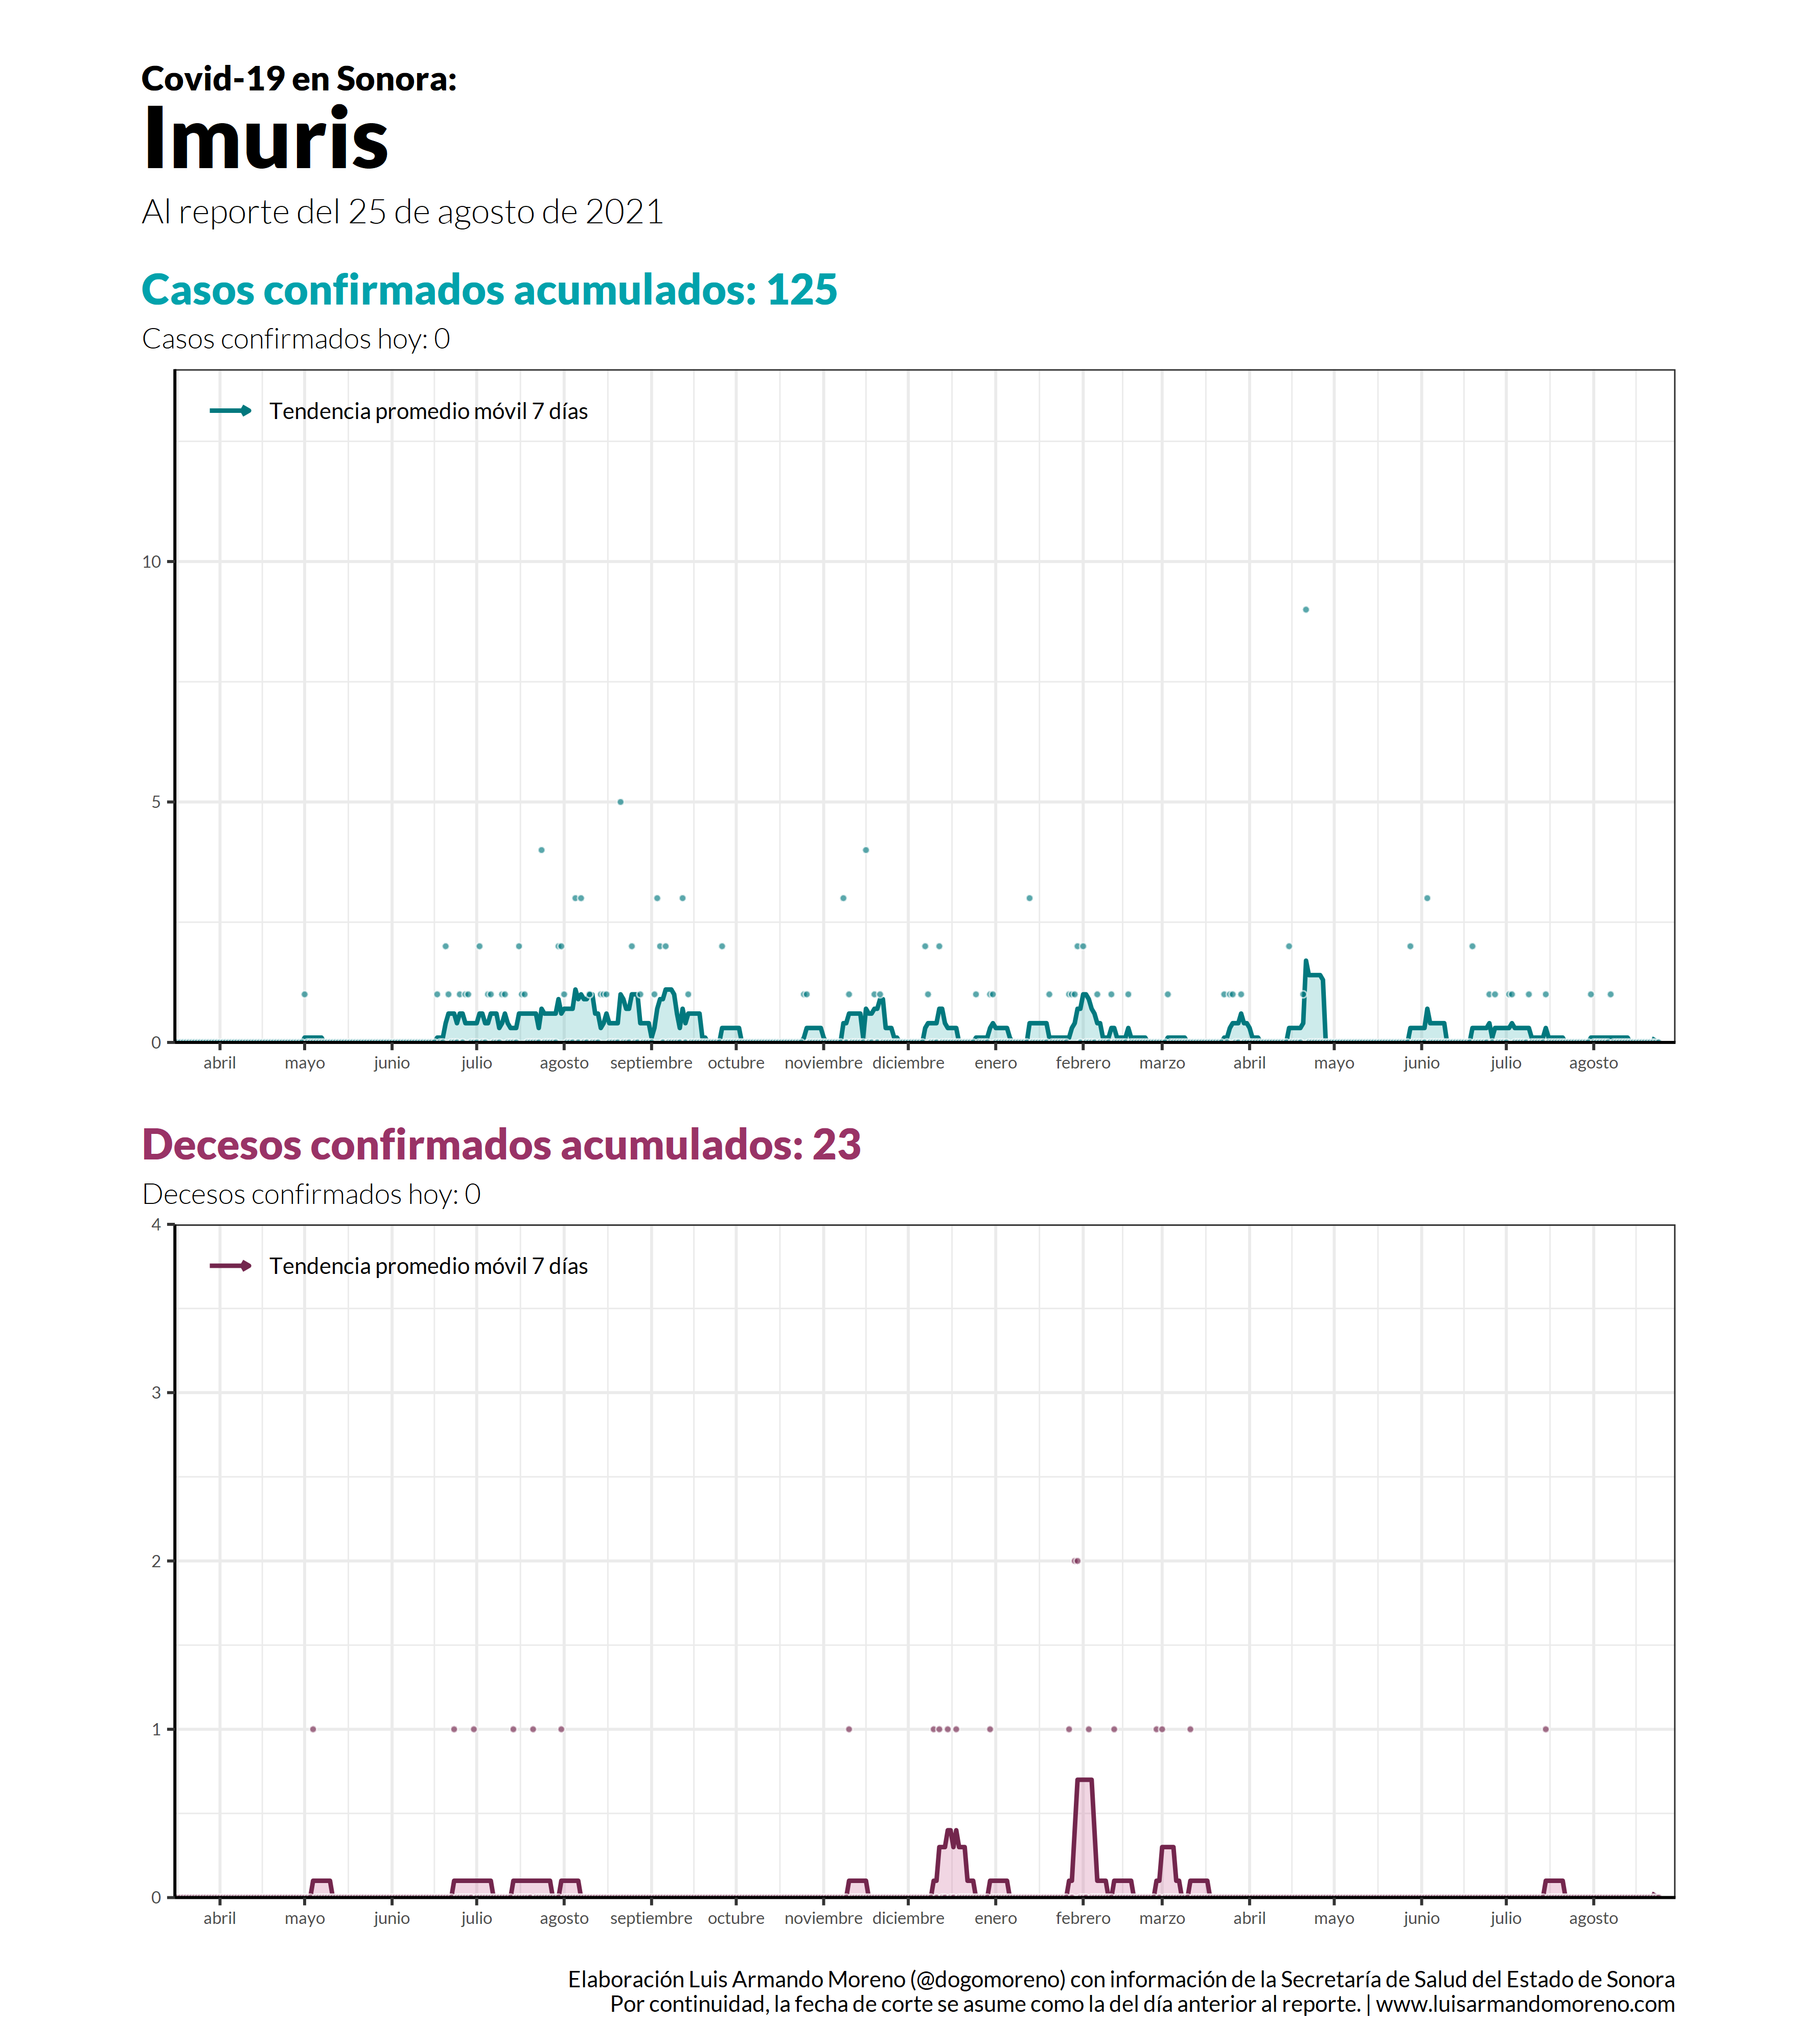 Covid-19 en Sonora:
Imuris
Al reporte del 25 de agosto de 2021
Casos confirmados acumulados: 125
Casos confirmados hoy: 0
Tendencia promedio móvil 7 días
10
5
0
abril mayo junio julio agosto septiembre octubre noviembre diciembre enero febrero marzo abril mayo junio julio agosto
Decesos confirmados acumulados: 23
Decesos confirmados hoy: 0
4
Tendencia promedio móvil 7 días
3
2
1
0
abril mayo junio julio agosto septiembre octubre noviembre diciembre enero febrero marzo abril mayo junio julio agosto
Elaboración Luis Armando Moreno (@dogomoreno) con información de la Secretaría de Salud del Estado de Sonora
Por continuidad, la fecha de corte se asume como la del día anterior al reporte. | www.luisarmandomoreno.com